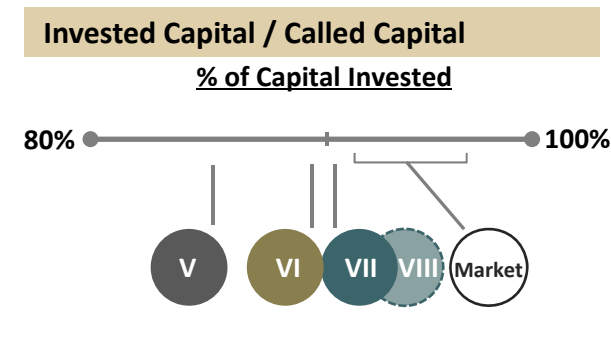 Invested Capital / Called Capital
% of Capital Invested
80% 100%
V VI VII VIII Market